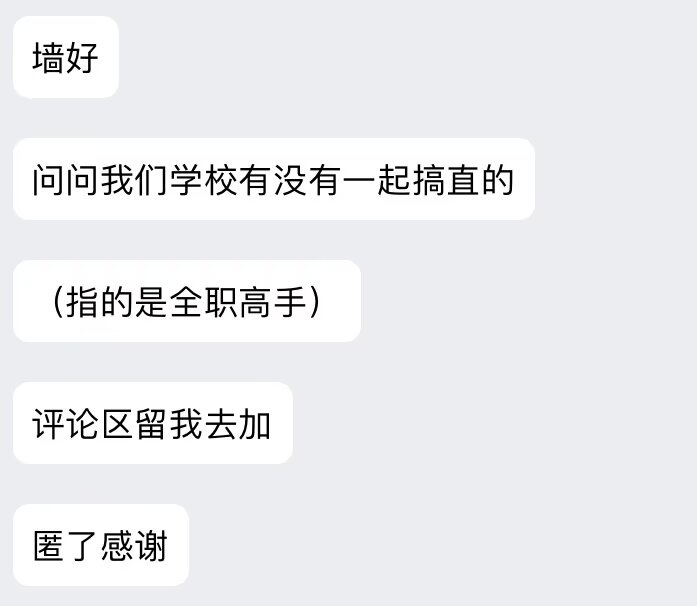 墙好
问问我们学校有没有一起搞直的
（指的是全职高手）
评论区留我去加
匿了感谢